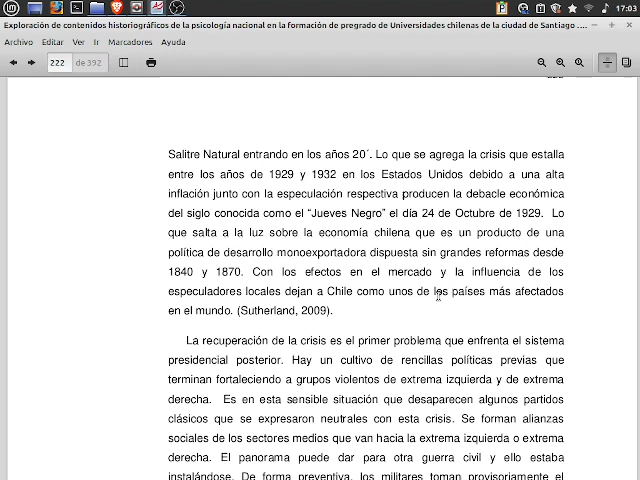 17:03
Exploración de contenidos historiográficos de la psicología nacional en la formación de pregrado de Universidades chilenas de la ciudad de Santiago ....
Archivo Editar Ver Ir Marcadores Ayuda
222 de 392
222
Salitre Natural entrando en los años 20´. Lo que se agrega la crisis que estalla
entre los años de 1929 y 1932 en los Estados Unidos debido a una alta
inflación junto con la especulación respectiva producen la debacle económica
del siglo conocida como el “Jueves Negro” el día 24 de Octubre de 1929. Lo
que salta a la luz sobre la economía chilena que es un producto de una
política de desarrollo monoexportadora dispuesta sin grandes reformas desde
1840 y 1870. Con los efectos en el mercado y la influencia de los
especuladores locales dejan a Chile como unos de los países más afectados
en el mundo. (Sutherland, 2009).
La recuperación de la crisis es el primer problema que enfrenta el sistema
presidencial posterior. Hay un cultivo de rencillas políticas previas que
terminan fortaleciendo a grupos violentos de extrema izquierda y de extrema
derecha. Es en esta sensible situación que desaparecen algunos partidos
clásicos que se expresaron neutrales con esta crisis. Se forman alianzas
sociales de los sectores medios que van hacia la extrema izquierda o extrema
derecha. El panorama puede dar para otra guerra civil y ello estaba
instalándose. De forma preventiva, los militares toman provisoriamente el